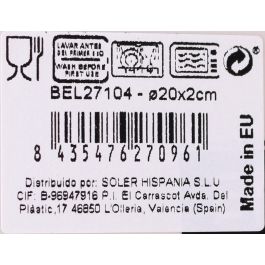 LAVAR ANTES
DEL PRIMER USO
WASH BEFORE
FIRST USE
BEL27104 - ø20x2cm
8 435476 270961
Made in EU
Distribuido por: SOLER HISPANIA S.L.U
CIF: B-96947916 P.I. El Carrascot Avda. Del
Plàstic,17 46850 L'Olleria, Valencia (Spain)